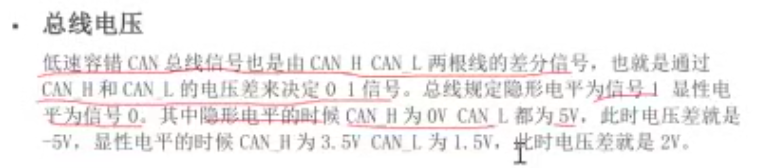 · 总线电压
低速容错 CAN 总线信号也是由 CAN_H CAN_L 两根线的差分信号，也就是通过
CAN_H 和 CAN_L 的电压差来决定 0 1 信号。总线规定隐形电平为信号 1 显性电
平为信号 0。其中隐形电平的时候 CAN_H 为 0V CAN_L 都为 5V，此时电压差就是
-5V，显性电平的时候 CAN_H 为 3.5V CAN_L 为 1.5V，此时电压差就是 2V。